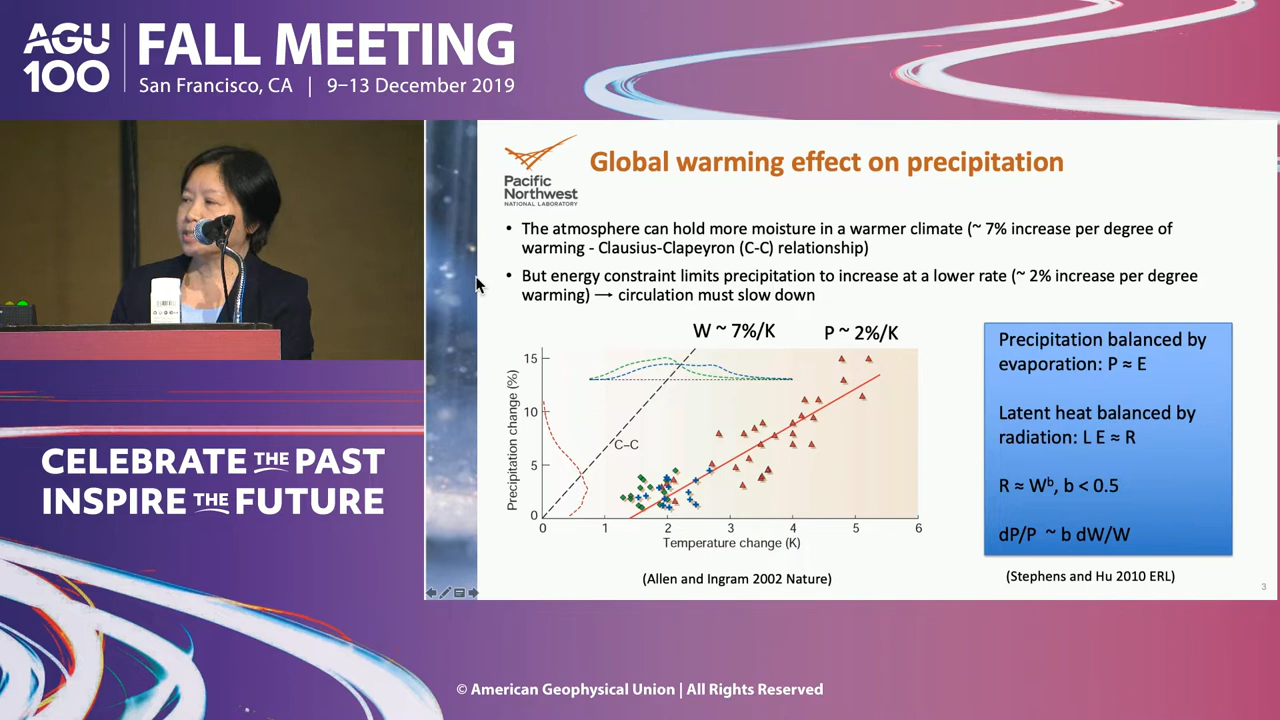 AGU
100
FALL MEETING
San Francisco, CA | 9–13 December 2019
Pacific
Northwest
NATIONAL LABORATORY
Global warming effect on precipitation
• The atmosphere can hold more moisture in a warmer climate (~ 7% increase per degree of
warming - Clausius-Clapeyron (C-C) relationship)
• But energy constraint limits precipitation to increase at a lower rate (~ 2% increase per degree
warming) → circulation must slow down
W ~ 7%/K
P ~ 2%/K
Precipitation change (%)
15
10
5
0
C–C
0 1 2 3 4 5 6
Temperature change (K)
(Allen and Ingram 2002 Nature)
Precipitation balanced by
evaporation: P ≈ E
Latent heat balanced by
radiation: L E ≈ R
R ≈ Wᵇ, b < 0.5
dP/P ~ b dW/W
(Stephens and Hu 2010 ERL)
3
CELEBRATE THE PAST
INSPIRE THE FUTURE
© American Geophysical Union | All Rights Reserved